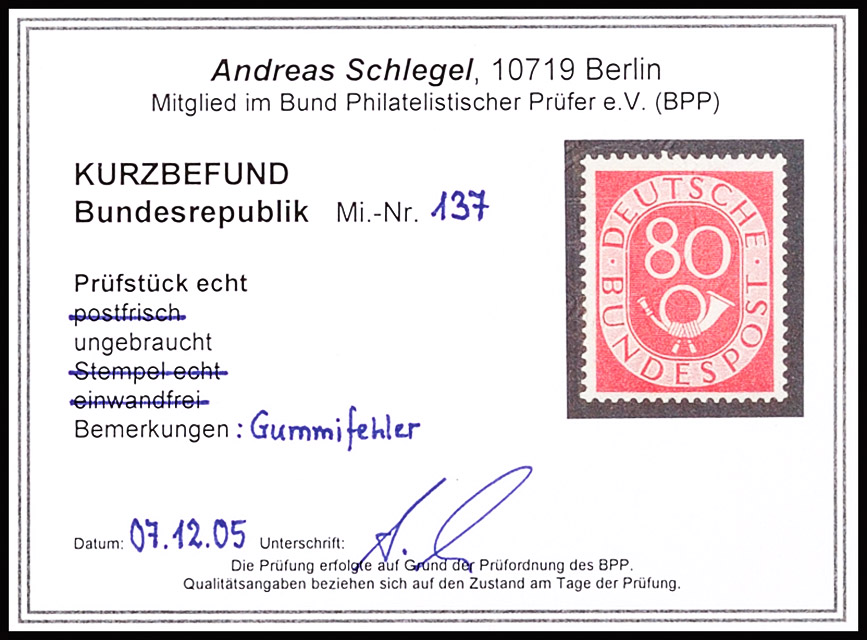 Andreas Schlegel, 10719 Berlin
Mitglied im Bund Philatelistischer Prüfer e.V. (BPP)
KURZBEFUND
Bundesrepublik Mi.-Nr. 137
Prüfstück echt
postfrisch
ungebraucht
Stempel echt
einwandfrei
Bemerkungen : Gummifehler
DEUTSCHE
80
· BUNDESPOST ·
Datum: 07.12.05 Unterschrift:
Die Prüfung erfolgte auf Grund der Prüfordnung des BPP.
Qualitätsangaben beziehen sich auf den Zustand am Tage der Prüfung.